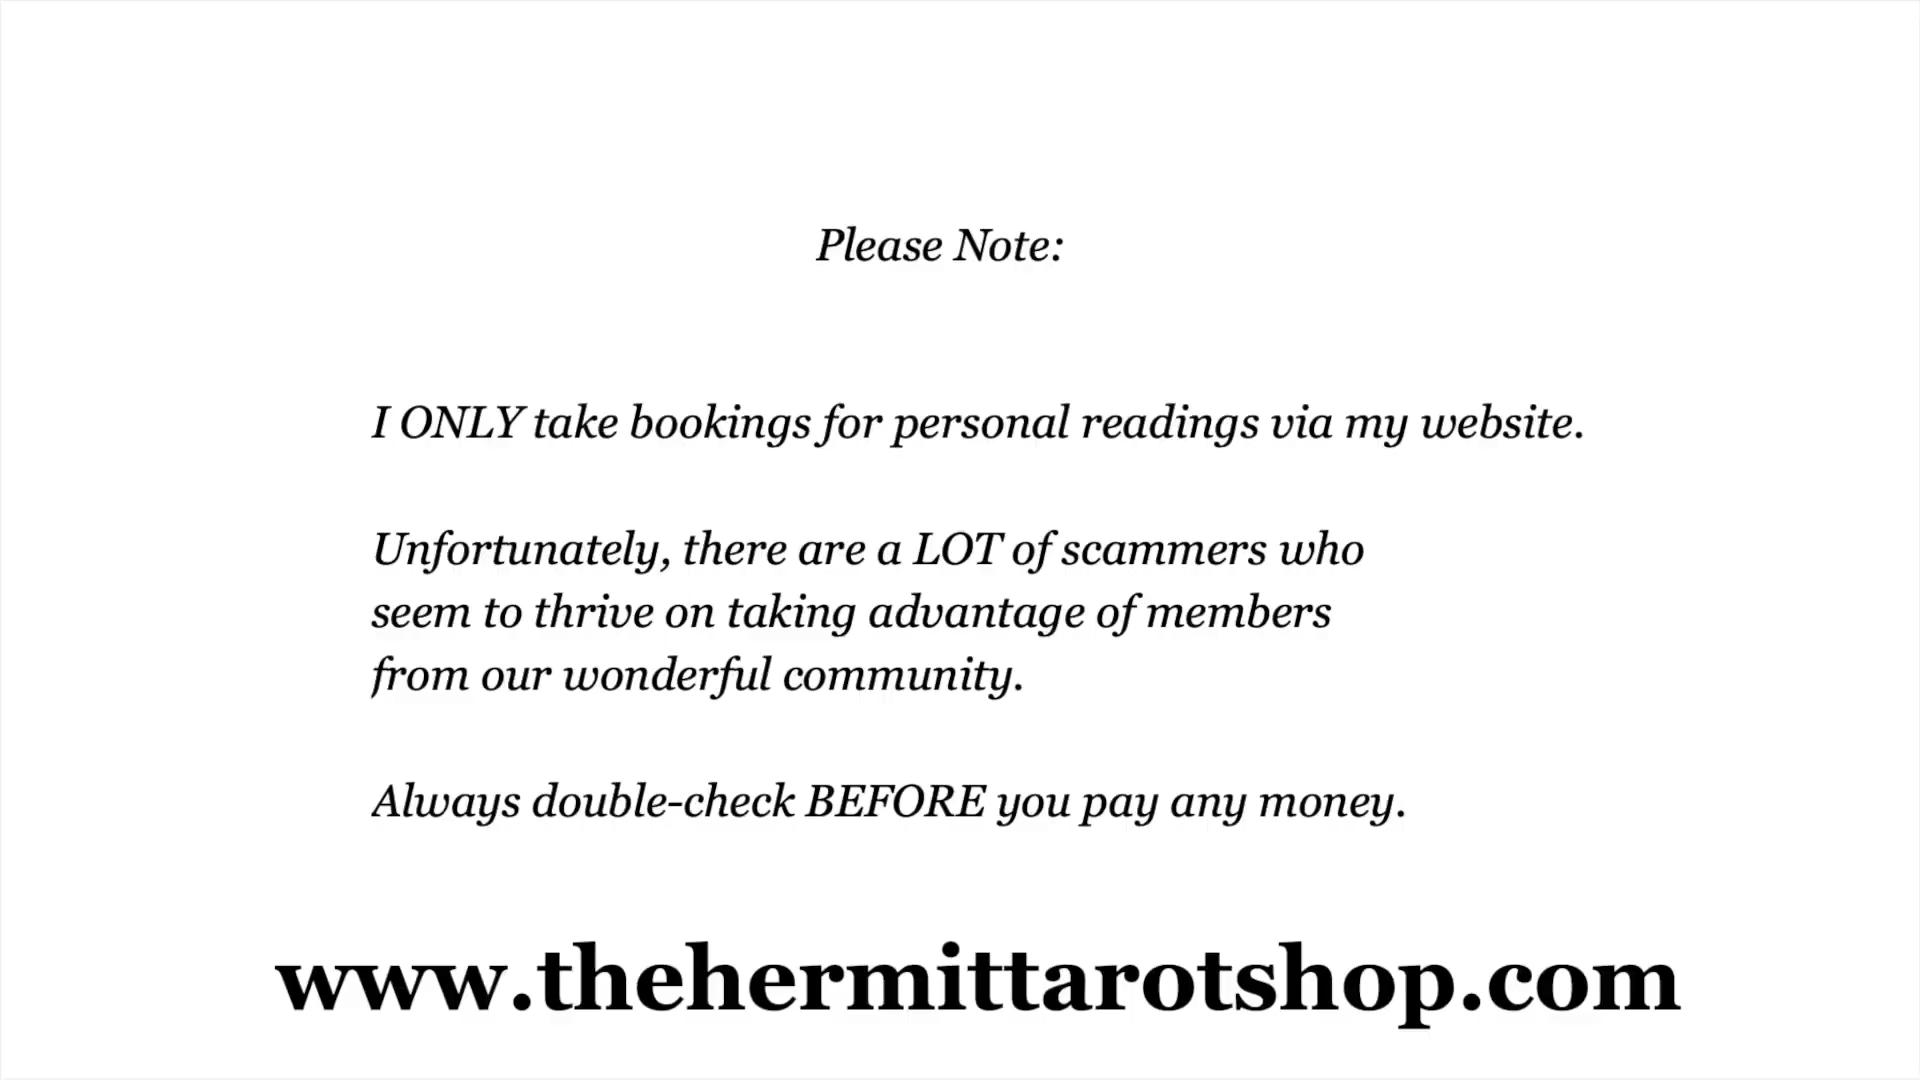 Please Note:
I ONLY take bookings for personal readings via my website.
Unfortunately, there are a LOT of scammers who
seem to thrive on taking advantage of members
from our wonderful community.
Always double-check BEFORE you pay any money.
www.thehermittarotshop.com